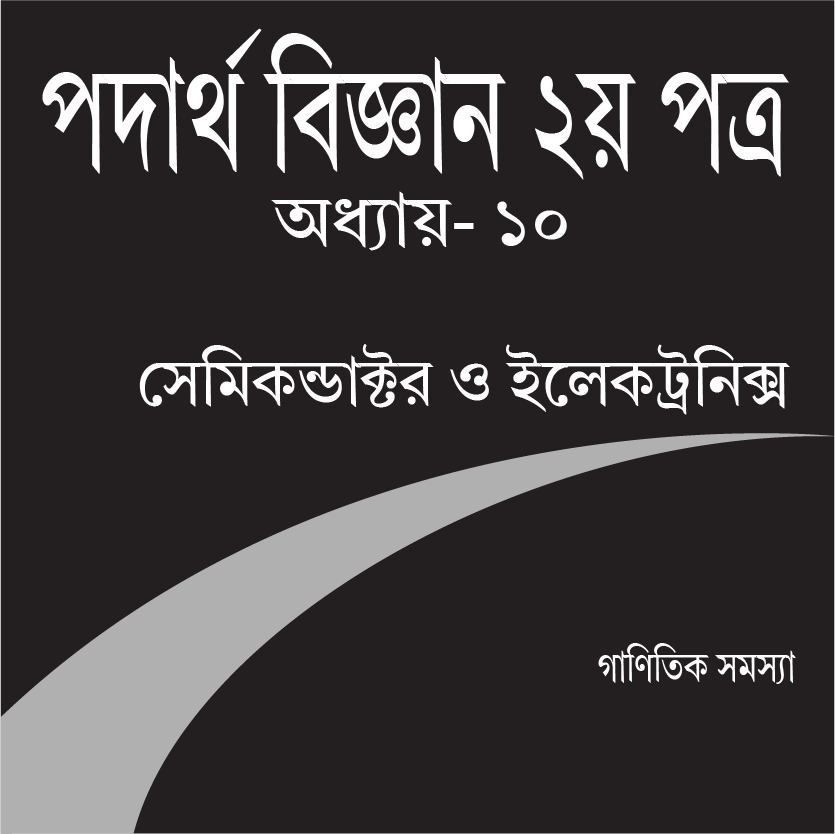 পদার্থ বিজ্ঞান ২য় পত্র
অধ্যায়- ১০
সেমিকন্ডাক্টর ও ইলেকট্রনিক্স
গাণিতিক সমস্যা